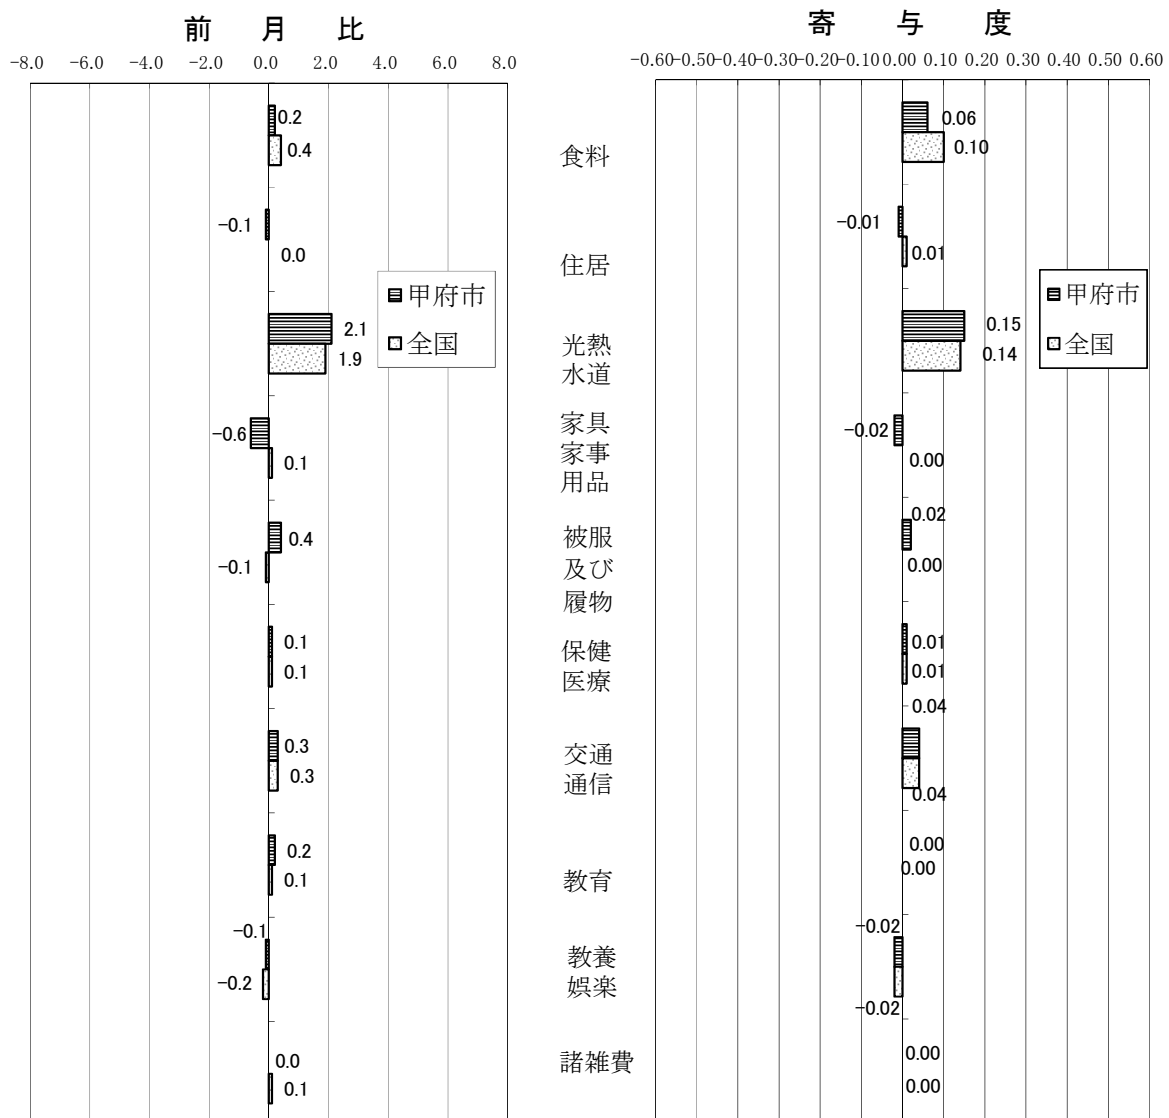 前 月 比
-8.0 -6.0 -4.0 -2.0 0.0 2.0 4.0 6.0 8.0
0.2
0.4
-0.1
0.0
甲府市
全国
2.1
1.9
-0.6
0.1
0.4
-0.1
0.1
0.1
0.3
0.3
0.2
0.1
-0.1
-0.2
0.0
0.1
食料
住居
光熱
水道
家具
家事
用品
被服
及び
履物
保健
医療
交通
通信
教育
教養
娯楽
諸雑費
寄 与 度
-0.60 -0.50 -0.40 -0.30 -0.20 -0.10 0.00 0.10 0.20 0.30 0.40 0.50 0.60
0.06
0.10
-0.01
0.01
甲府市
全国
0.15
0.14
-0.02
0.00
0.02
0.00
0.01
0.01
0.04
0.04
0.00
0.00
-0.02
-0.02
0.00
0.00